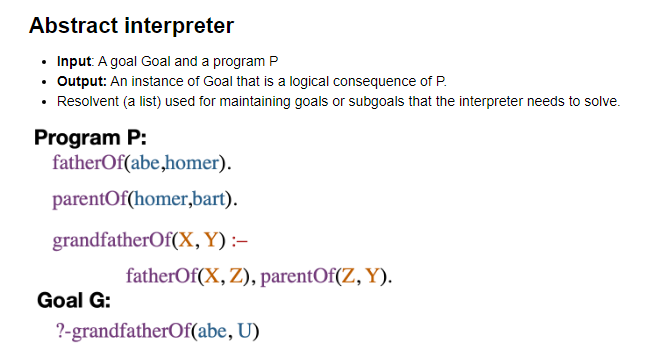 Abstract interpreter
• Input: A goal Goal and a program P
• Output: An instance of Goal that is a logical consequence of P.
• Resolvent (a list) used for maintaining goals or subgoals that the interpreter needs to solve.
Program P:
fatherOf(abe,homer).
parentOf(homer,bart).
grandfatherOf(X, Y) :–
fatherOf(X, Z), parentOf(Z, Y).
Goal G:
?-grandfatherOf(abe, U)